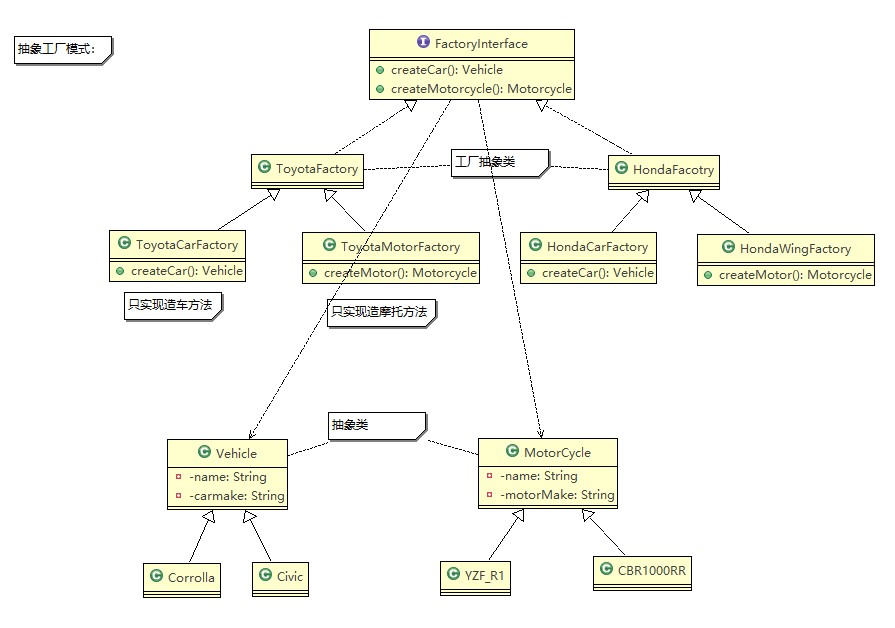 抽象工厂模式:
FactoryInterface
createCar(): Vehicle
createMotorcycle(): Motorcycle
ToyotaFactory
工厂抽象类
HondaFacotry
ToyotaCarFactory
createCar(): Vehicle
ToyotaMotorFactory
createMotor(): Motorcycle
HondaCarFactory
createCar(): Vehicle
HondaWingFactory
createMotor(): Motorcycle
只实现造车方法
只实现造摩托方法
抽象类
Vehicle
-name: String
-carmake: String
MotorCycle
-name: String
-motorMake: String
Corrolla
Civic
YZF_R1
CBR1000RR